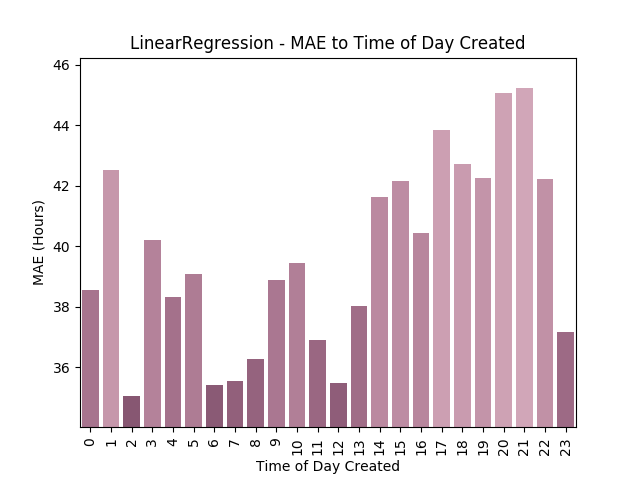 LinearRegression - MAE to Time of Day Created
46
44
42
40
38
36
MAE (Hours)
0 1 2 3 4 5 6 7 8 9 10 11 12 13 14 15 16 17 18 19 20 21 22 23
Time of Day Created